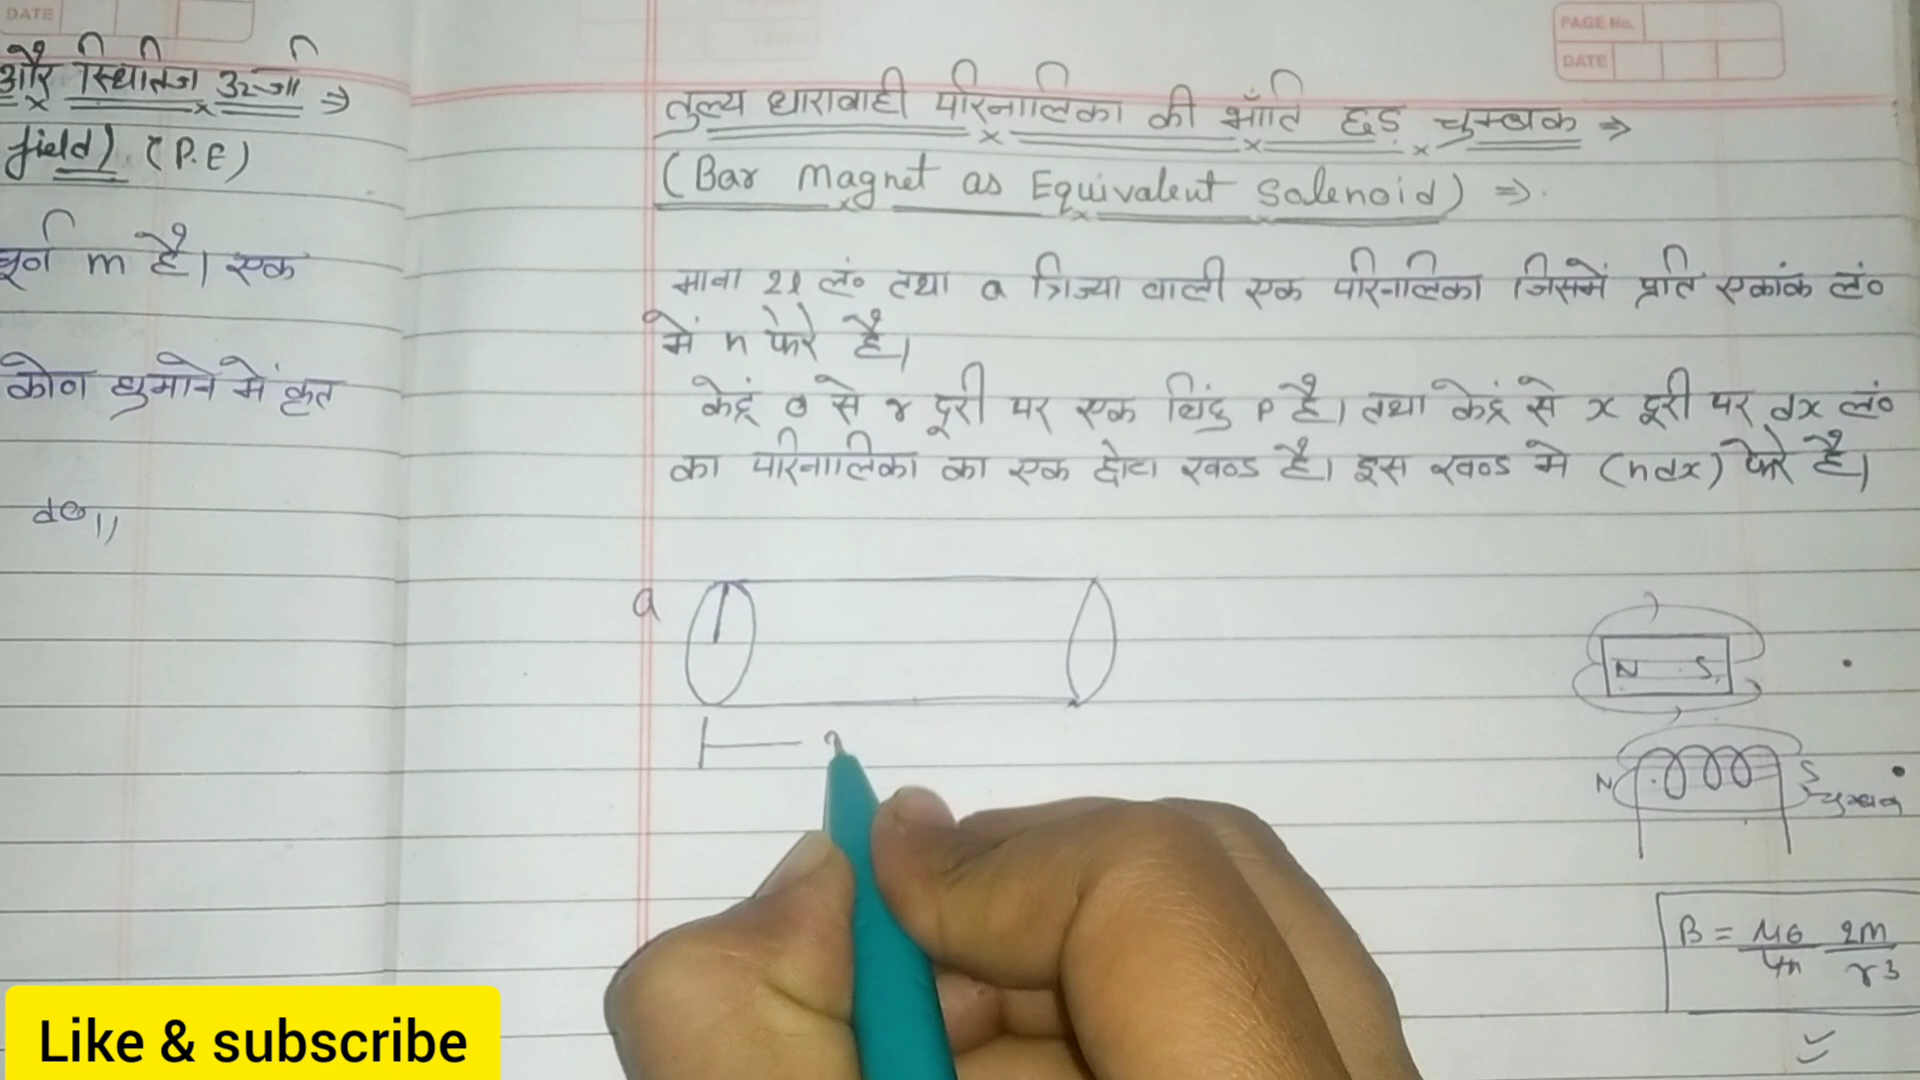 DATE
और स्थितिज ऊर्जा ⇒
field) (P.E)
घूर्ण m है। एक
कोण घुमाने में कृत
dθ,,
PAGE No.
DATE
तुल्य धारावाही परिनालिका की भाँति छड़ चुम्बक ⇒
(Bar magnet as Equivalent Solenoid) ⇒.
माना 2l लं० तथा a त्रिज्या वाली एक परिनालिका जिसमें प्रति एकांक लं०
में n फेरे है।
केंद्र O से r दूरी पर एक बिंदु P है। तथा केंद्र से x दूरी पर dx लं०
का परिनालिका का एक छोटा खण्ड है। इस खण्ड मे (ndx) फेरे है।
a
N S
N S
चुम्बक
B = μ0/4π 2M/r3
Like & subscribe